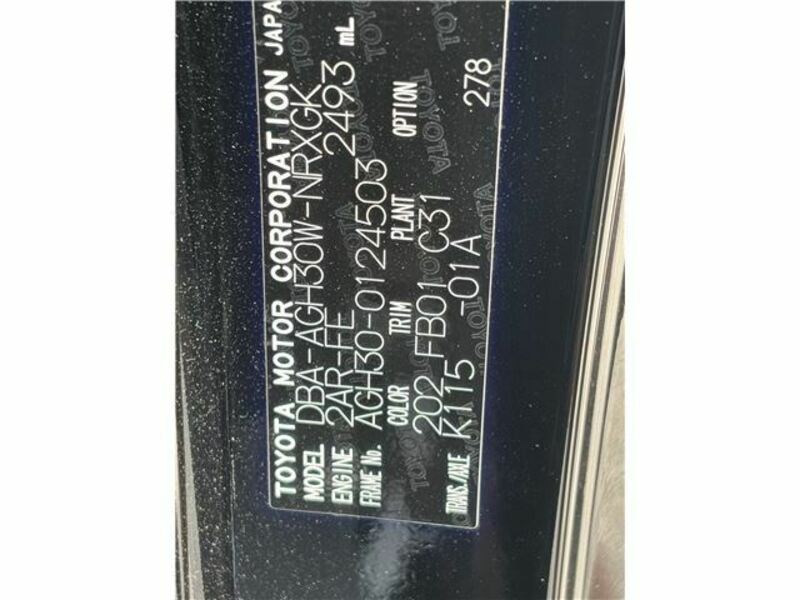 TOYOTA MOTOR CORPORATION JAPA
MODEL DBA-AGH30W-NRXGK
ENGINE 2AR-FE 2493 mL
FRAME No. AGH30-0124503
COLOR TRIM PLANT OPTION
202 FB01 C31 278
TRANS./AXLE K115 -01A